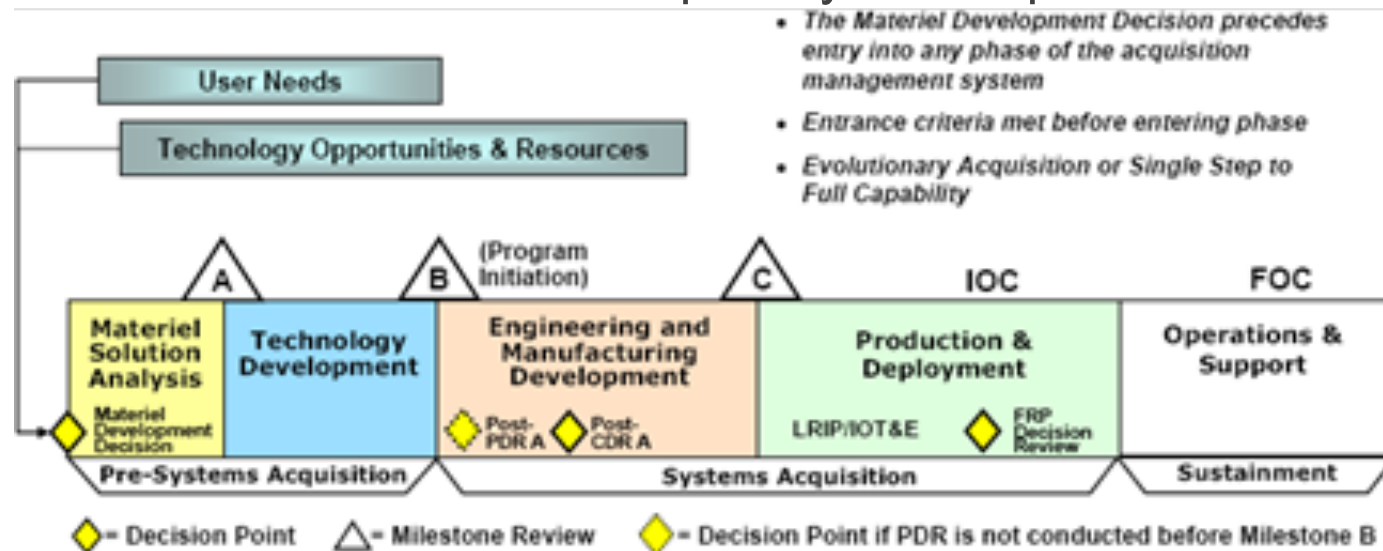 • The Materiel Development Decision precedes
entry into any phase of the acquisition
management system
• Entrance criteria met before entering phase
• Evolutionary Acquisition or Single Step to
Full Capability
User Needs
Technology Opportunities & Resources
A
B
(Program
Initiation)
C
IOC
FOC
Materiel
Solution
Analysis
Technology
Development
Engineering and
Manufacturing
Development
Production &
Deployment
Operations &
Support
Materiel
Development
Decision
Post-
PDR A
Post-
CDR A
LRIP/IOT&E
FRP
Decision
Review
Pre-Systems Acquisition
Systems Acquisition
Sustainment
= Decision Point
= Milestone Review
= Decision Point if PDR is not conducted before Milestone B